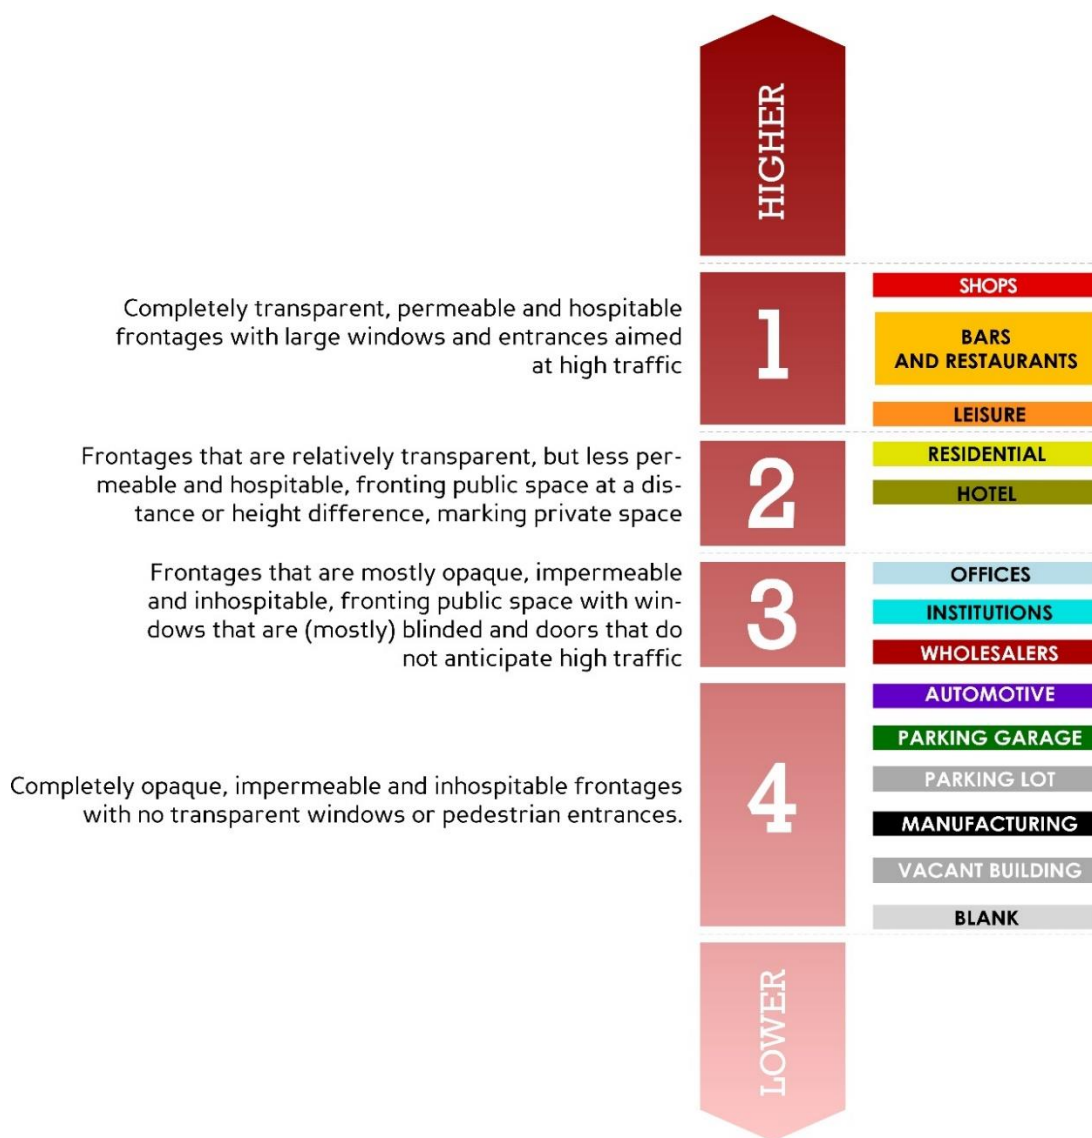 HIGHER
Completely transparent, permeable and hospitable
frontages with large windows and entrances aimed
at high traffic
1
SHOPS
BARS
AND RESTAURANTS
LEISURE
Frontages that are relatively transparent, but less per-
meable and hospitable, fronting public space at a dis-
tance or height difference, marking private space
2
RESIDENTIAL
HOTEL
Frontages that are mostly opaque, impermeable
and inhospitable, fronting public space with win-
dows that are (mostly) blinded and doors that do
not anticipate high traffic
3
OFFICES
INSTITUTIONS
WHOLESALERS
Completely opaque, impermeable and inhospitable frontages
with no transparent windows or pedestrian entrances.
4
AUTOMOTIVE
PARKING GARAGE
PARKING LOT
MANUFACTURING
VACANT BUILDING
BLANK
LOWER